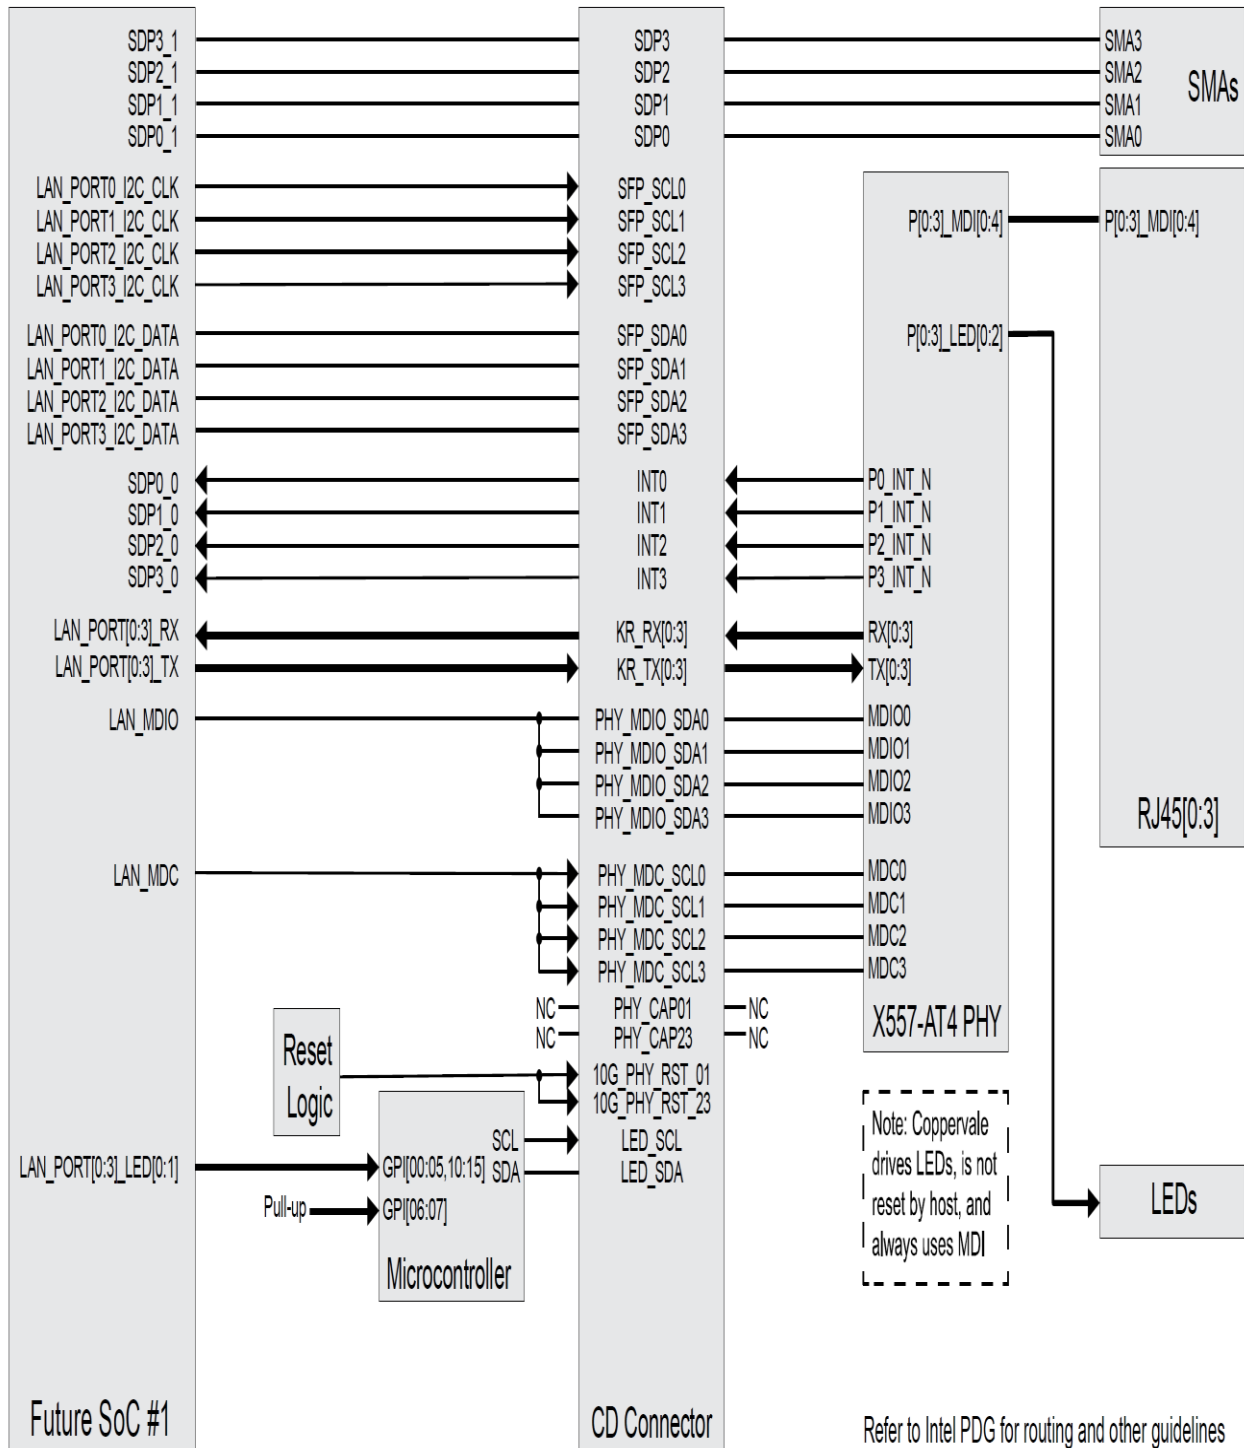 SDP3_1 SDP3 SMA3
SDP2_1 SDP2 SMA2
SMAs
SDP1_1 SDP1 SMA1
SDP0_1 SDP0 SMA0
LAN_PORT0_I2C_CLK SFP_SCL0
LAN_PORT1_I2C_CLK SFP_SCL1 P[0:3]_MDI[0:4] P[0:3]_MDI[0:4]
LAN_PORT2_I2C_CLK SFP_SCL2
LAN_PORT3_I2C_CLK SFP_SCL3
LAN_PORT0_I2C_DATA SFP_SDA0 P[0:3]_LED[0:2]
LAN_PORT1_I2C_DATA SFP_SDA1
LAN_PORT2_I2C_DATA SFP_SDA2
LAN_PORT3_I2C_DATA SFP_SDA3
SDP0_0 INT0 P0_INT_N
SDP1_0 INT1 P1_INT_N
SDP2_0 INT2 P2_INT_N
SDP3_0 INT3 P3_INT_N
LAN_PORT[0:3]_RX KR_RX[0:3] RX[0:3]
LAN_PORT[0:3]_TX KR_TX[0:3] TX[0:3]
LAN_MDIO PHY_MDIO_SDA0 MDIO0
PHY_MDIO_SDA1 MDIO1
PHY_MDIO_SDA2 MDIO2
PHY_MDIO_SDA3 MDIO3
RJ45[0:3]
LAN_MDC PHY_MDC_SCL0 MDC0
PHY_MDC_SCL1 MDC1
PHY_MDC_SCL2 MDC2
PHY_MDC_SCL3 MDC3
NC PHY_CAP01 NC
X557-AT4 PHY
NC PHY_CAP23 NC
Reset
Logic
10G_PHY_RST_01
10G_PHY_RST_23
SCL LED_SCL
LAN_PORT[0:3]_LED[0:1] GPI[00:05,10:15] SDA LED_SDA
Pull-up GPI[06:07]
Microcontroller
Note: Coppervale
drives LEDs, is not
reset by host, and
always uses MDI
LEDs
Future SoC #1
CD Connector
Refer to Intel PDG for routing and other guidelines